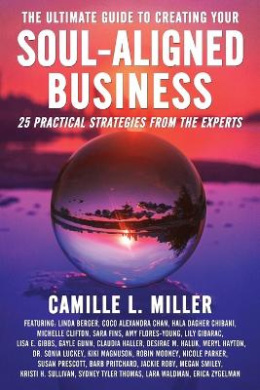 THE ULTIMATE GUIDE TO CREATING YOUR
SOUL-ALIGNED
BUSINESS
25 PRACTICAL STRATEGIES FROM THE EXPERTS
CAMILLE L. MILLER
FEATURING: LINDA BERGER, COCO ALEXANDRA CHAN, HALA DAGHER CHIBANI,
MICHELLE CLIFTON, SARA FINS, AMY FLORES-YOUNG, LILY GIBARAC,
LISA E. GIBBS, GAYLE GUNN, CLAUDIA HALLER, DESIRAE M. HALUK, MERYL HAYTON,
DR. SONIA LUCKEY, KIKI MAGNUSON, ROBIN MOONEY, NICOLE PARKER,
SUSAN PRESCOTT, BARB PRITCHARD, JACKIE ROBY, MEGAN SMILEY,
KRISTI H. SULLIVAN, SYDNEY TYLER THOMAS, LARA WALDMAN, ERICA ZYGELMAN